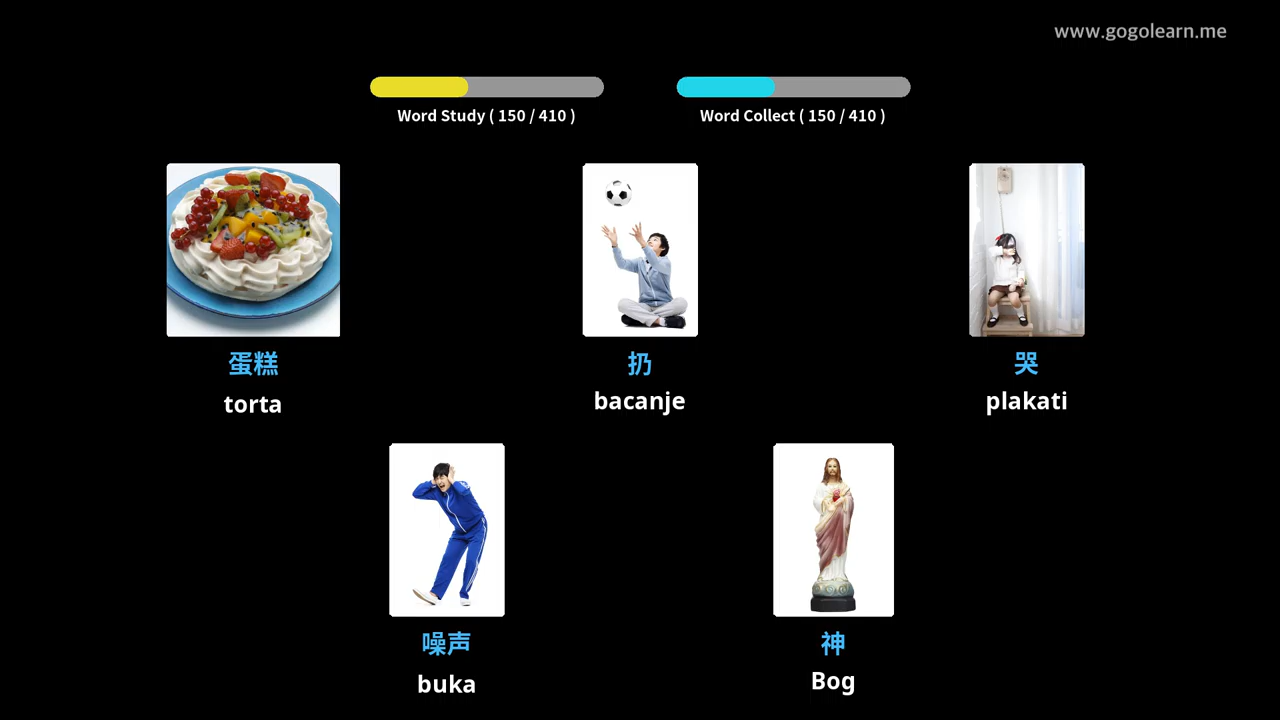 www.gogolearn.me
Word Study ( 150 / 410 )
Word Collect ( 150 / 410 )
蛋糕
torta
扔
bacanje
哭
plakati
噪声
buka
神
Bog